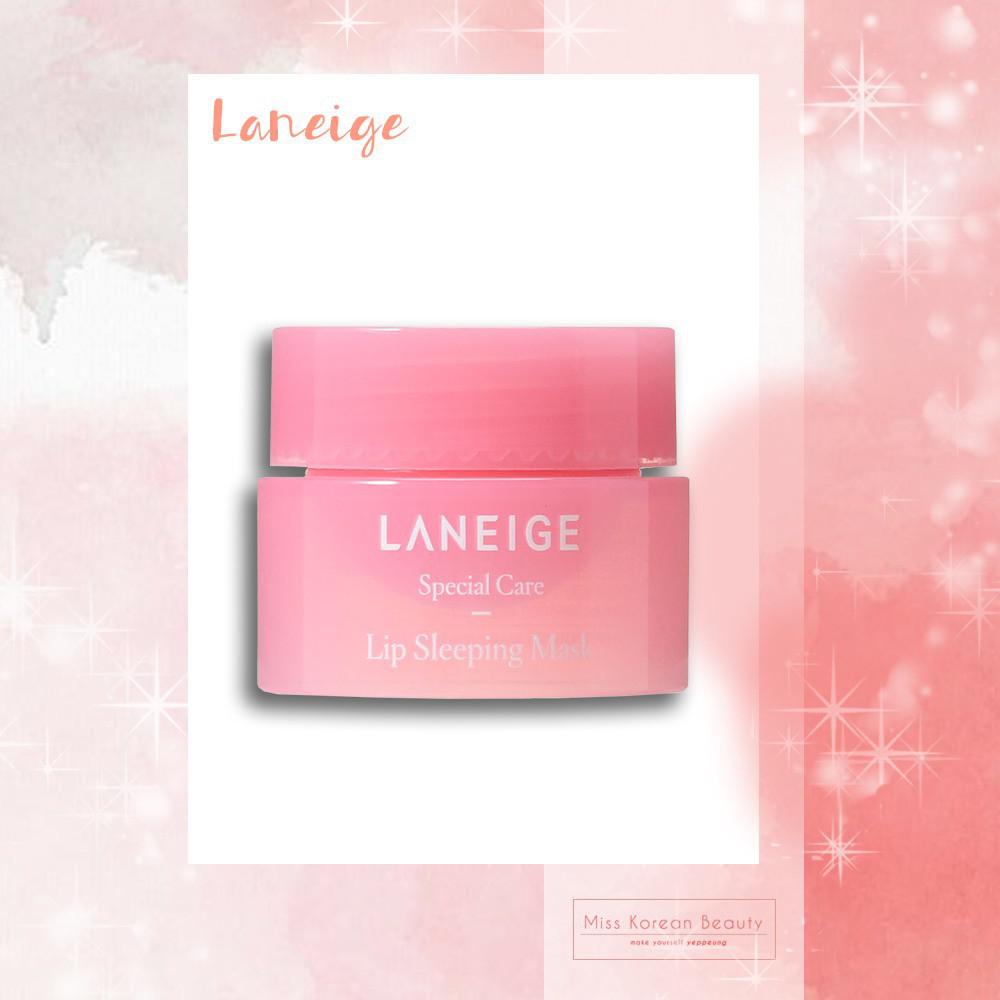 Laneige
LANEIGE
Special Care
Lip Sleeping Mask
Miss Korean Beauty
make yourself yeppeung